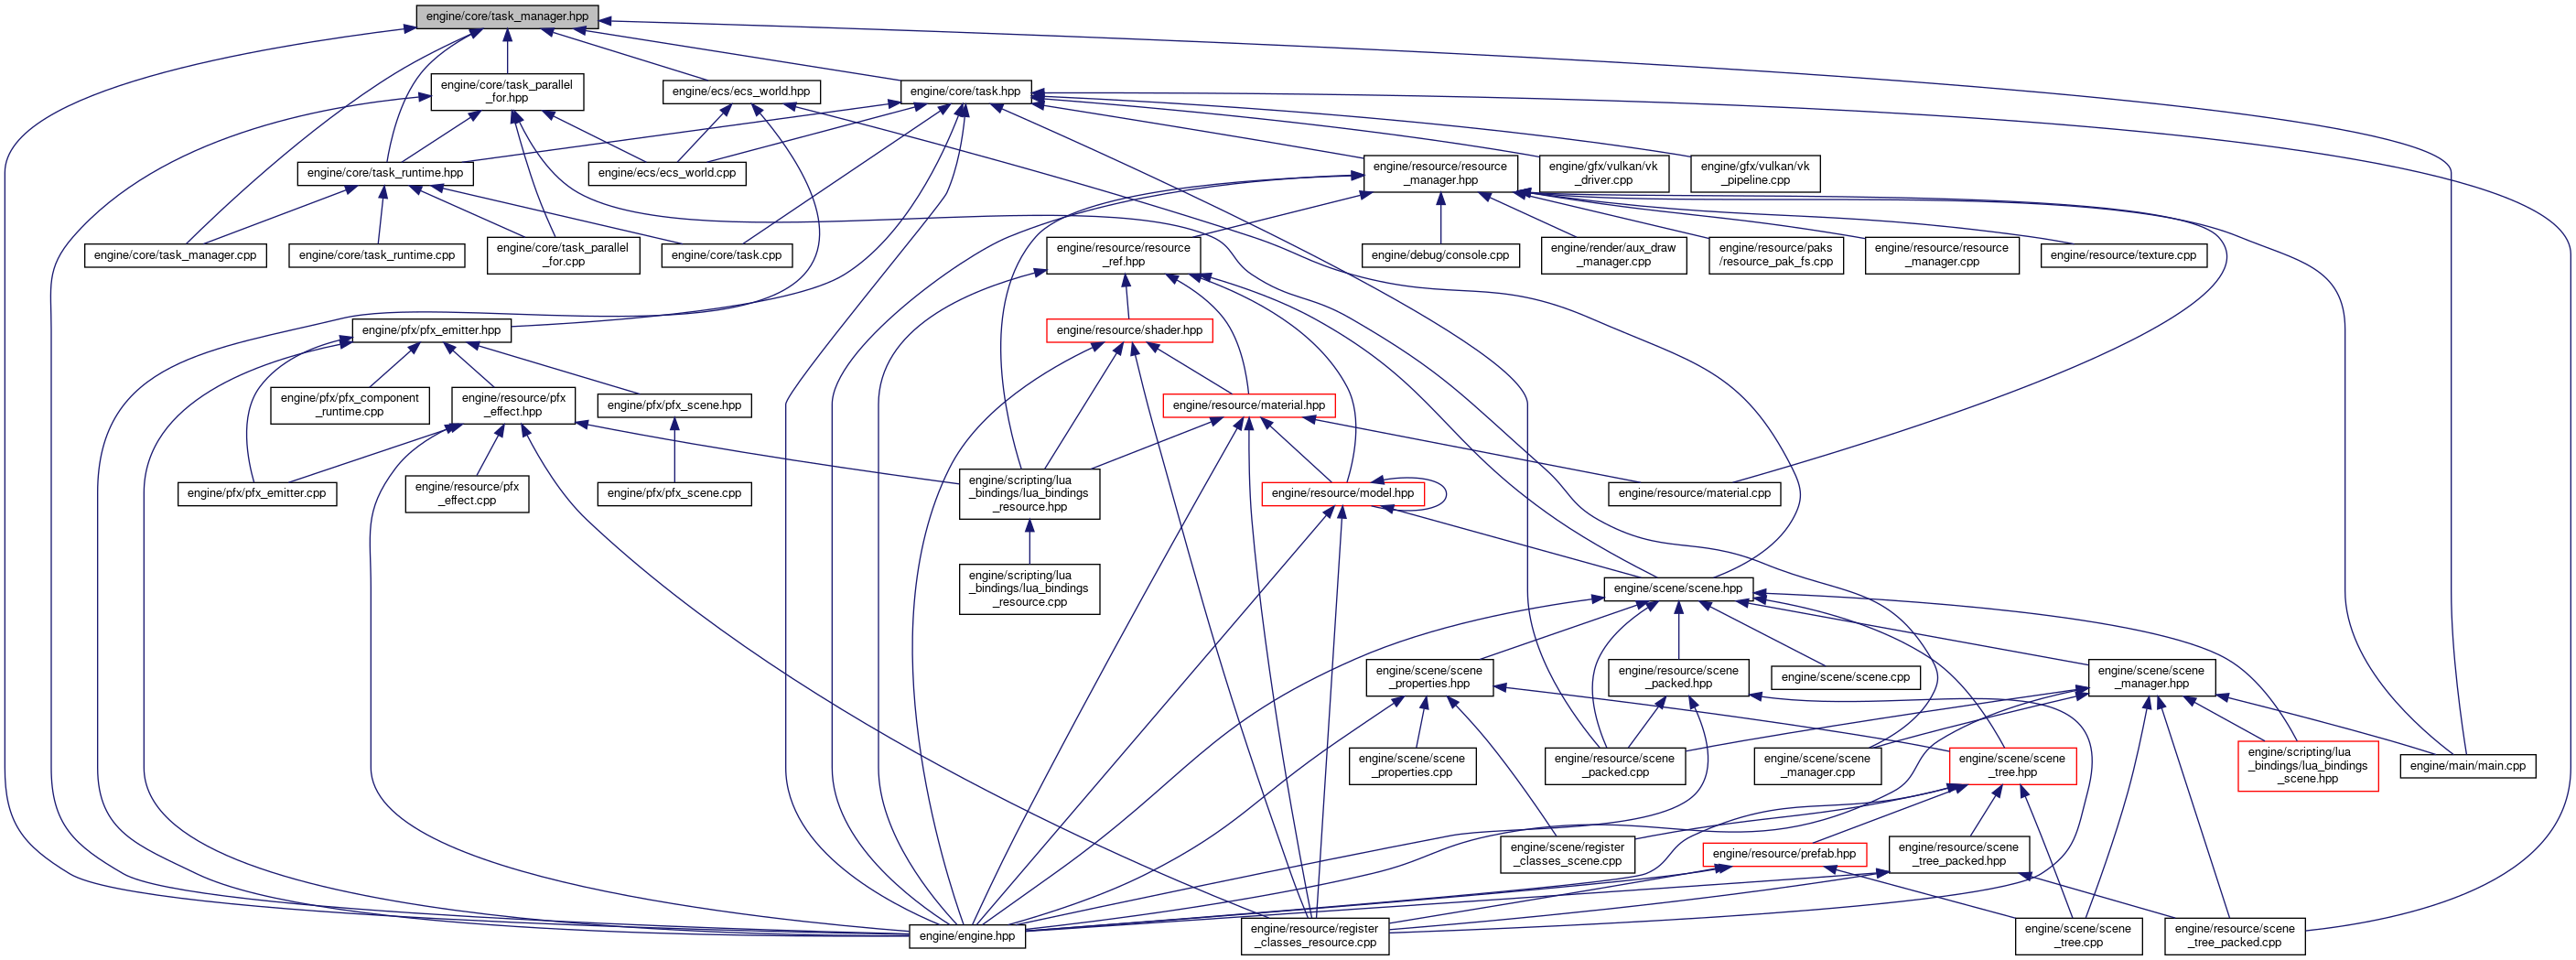 engine/core/task_manager.hpp
engine/core/task_parallel
_for.hpp
engine/ecs/ecs_world.hpp
engine/core/task.hpp
engine/core/task_runtime.hpp
engine/ecs/ecs_world.cpp
engine/resource/resource
_manager.hpp
engine/gfx/vulkan/vk
_driver.cpp
engine/gfx/vulkan/vk
_pipeline.cpp
engine/core/task_manager.cpp
engine/core/task_runtime.cpp
engine/core/task_parallel
_for.cpp
engine/core/task.cpp
engine/resource/resource
_ref.hpp
engine/debug/console.cpp
engine/render/aux_draw
_manager.cpp
engine/resource/paks
/resource_pak_fs.cpp
engine/resource/resource
_manager.cpp
engine/resource/texture.cpp
engine/pfx/pfx_emitter.hpp
engine/resource/shader.hpp
engine/pfx/pfx_component
_runtime.cpp
engine/resource/pfx
_effect.hpp
engine/pfx/pfx_scene.hpp
engine/resource/material.hpp
engine/pfx/pfx_emitter.cpp
engine/resource/pfx
_effect.cpp
engine/pfx/pfx_scene.cpp
engine/scripting/lua
_bindings/lua_bindings
_resource.hpp
engine/resource/model.hpp
engine/resource/material.cpp
engine/scripting/lua
_bindings/lua_bindings
_resource.cpp
engine/scene/scene.hpp
engine/scene/scene
_properties.hpp
engine/resource/scene
_packed.hpp
engine/scene/scene.cpp
engine/scene/scene
_manager.hpp
engine/scene/scene
_properties.cpp
engine/resource/scene
_packed.cpp
engine/scene/scene
_manager.cpp
engine/scene/scene
_tree.hpp
engine/scripting/lua
_bindings/lua_bindings
_scene.hpp
engine/main/main.cpp
engine/scene/register
_classes_scene.cpp
engine/resource/prefab.hpp
engine/resource/scene
_tree_packed.hpp
engine/engine.hpp
engine/resource/register
_classes_resource.cpp
engine/scene/scene
_tree.cpp
engine/resource/scene
_tree_packed.cpp